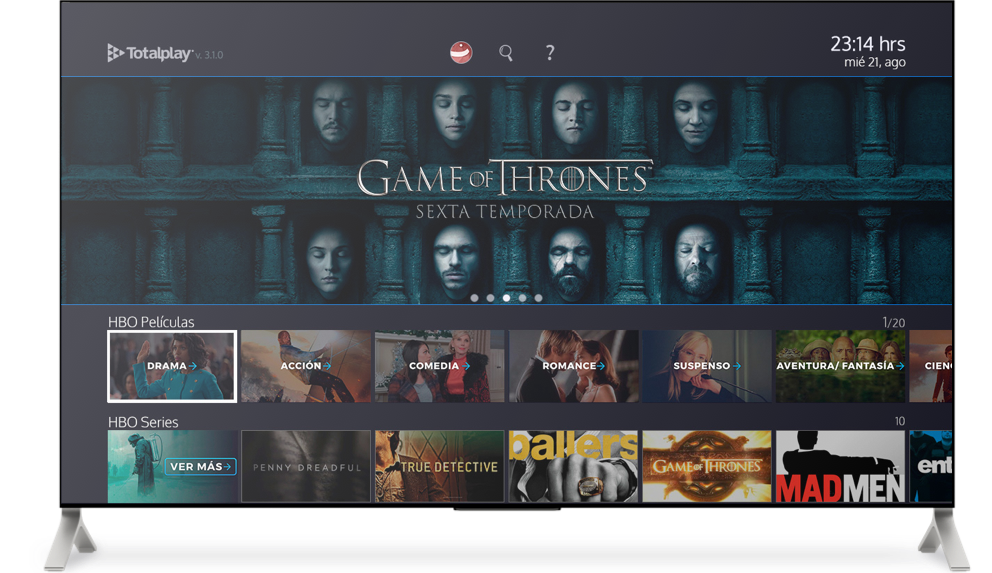 Totalplay v. 3.1.0
?
23:14 hrs
mié 21, ago
GAME OF THRONES
SEXTA TEMPORADA
HBO Películas
1/20
DRAMA
ACCIÓN
COMEDIA
ROMANCE
SUSPENSO
AVENTURA/ FANTASÍA
CIEN
HBO Series
10
VER MÁS
PENNY DREADFUL
TRUE DETECTIVE
ballers
GAME OF THRONES
MAD MEN
ent